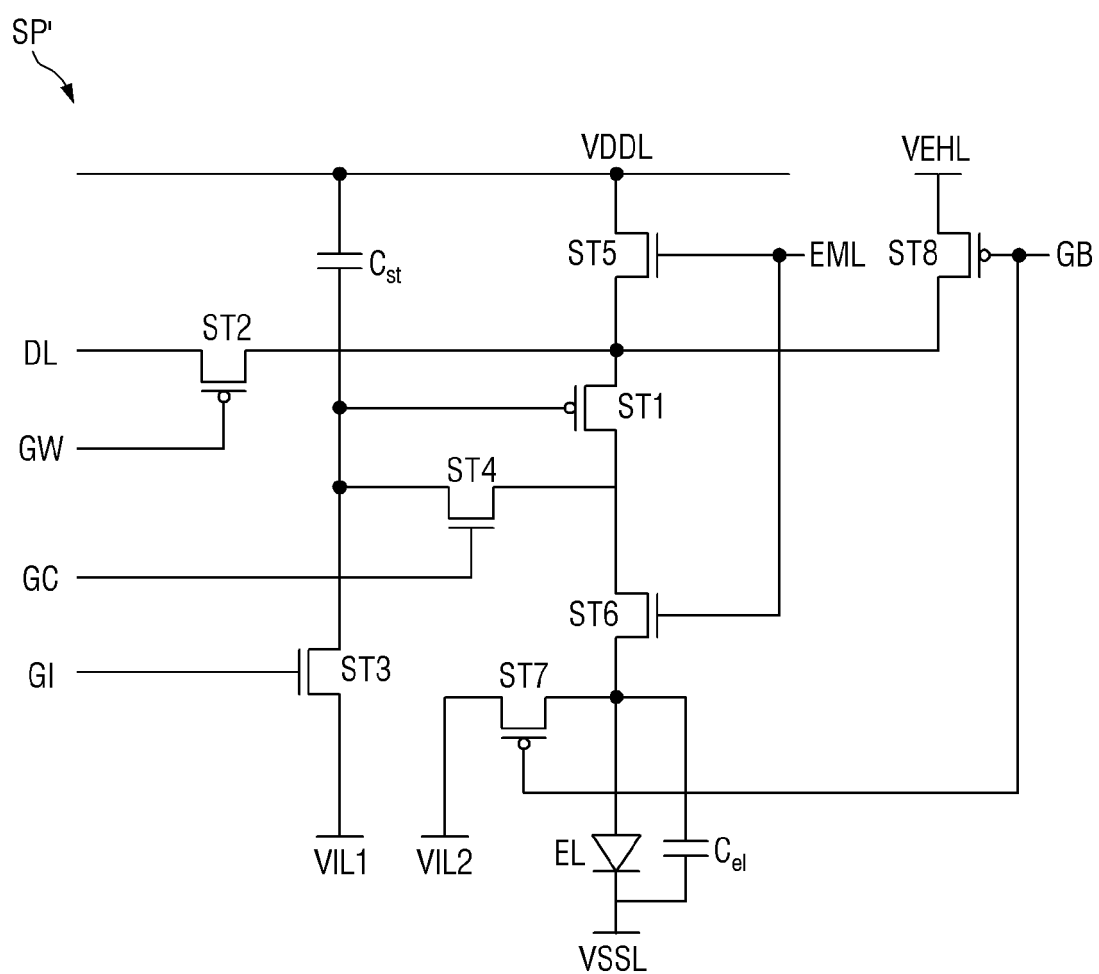 SP'
VDDL
VEHL
ST5
EML
ST8
GB
Cst
ST2
DL
ST1
GW
ST4
GC
ST6
GI
ST3
ST7
VIL1
VIL2
EL
Cel
VSSL